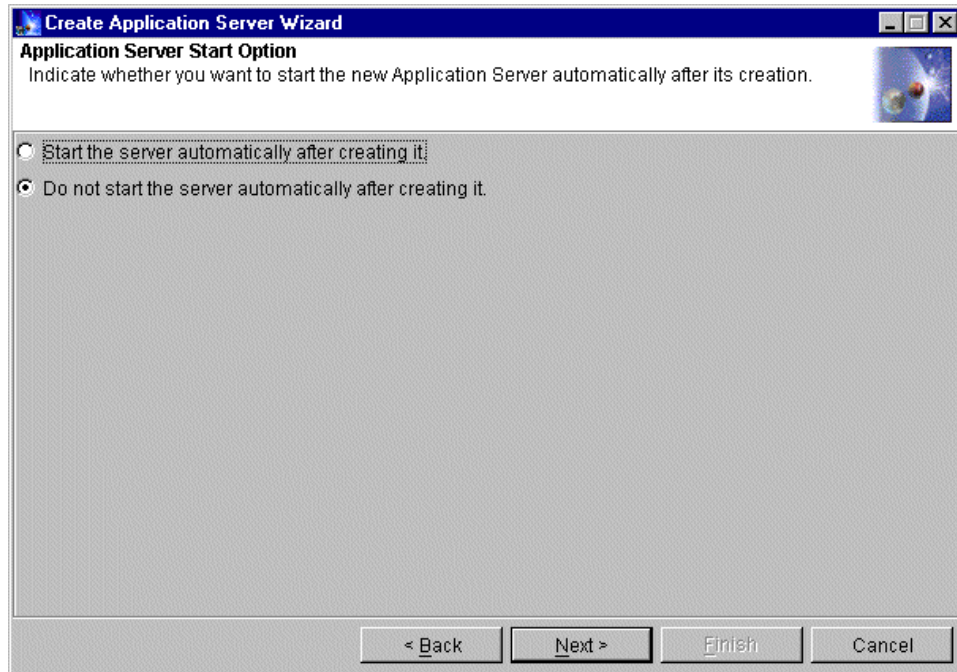 Create Application Server Wizard
Application Server Start Option
Indicate whether you want to start the new Application Server automatically after its creation.
Start the server automatically after creating it.
Do not start the server automatically after creating it.
< Back Next > Finish Cancel